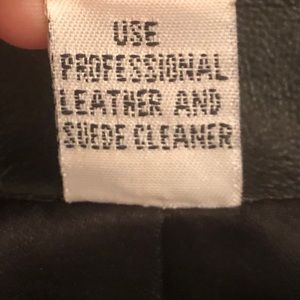 USE
PROFESSIONAL
LEATHER AND
SUEDE CLEANER